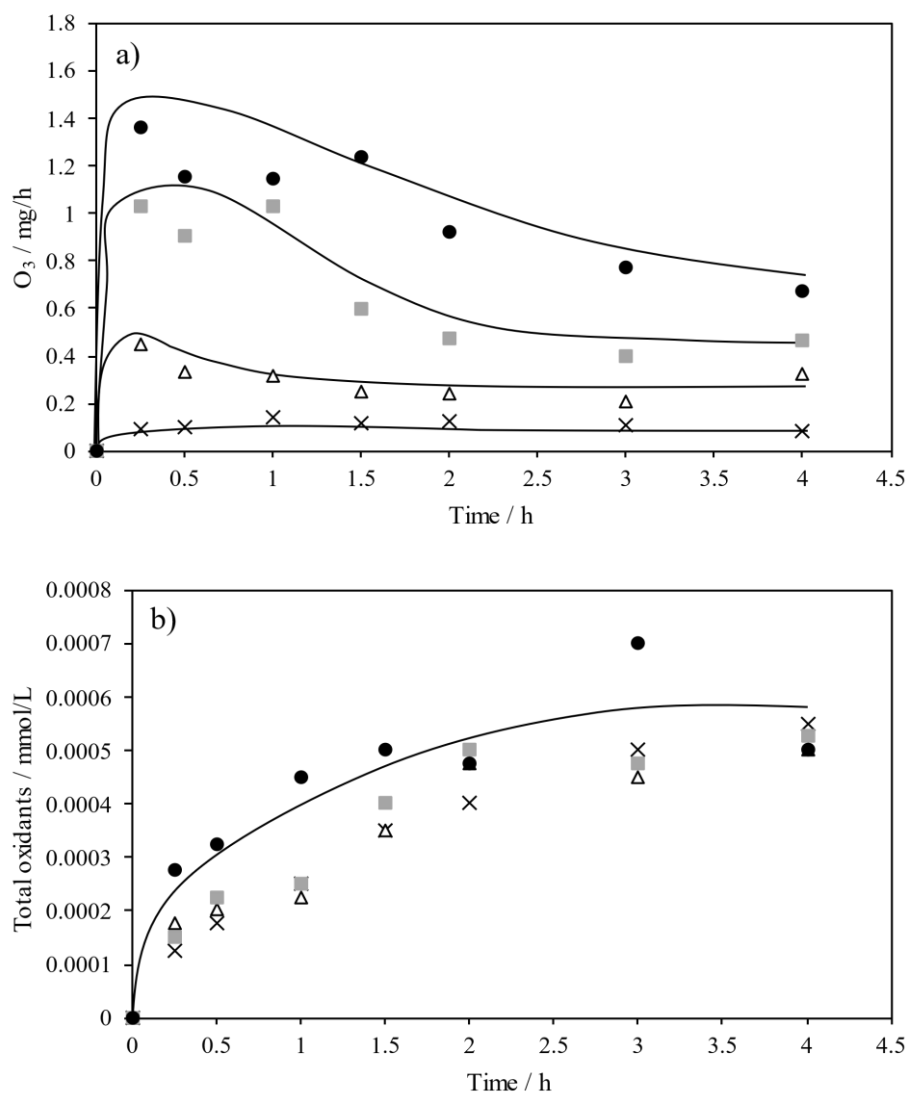 a)
O₃ / mg/h
1.8
1.6
1.4
1.2
1
0.8
0.6
0.4
0.2
0
0 0.5 1 1.5 2 2.5 3 3.5 4 4.5
Time / h
b)
Total oxidants / mmol/L
0.0008
0.0007
0.0006
0.0005
0.0004
0.0003
0.0002
0.0001
0
0 0.5 1 1.5 2 2.5 3 3.5 4 4.5
Time / h